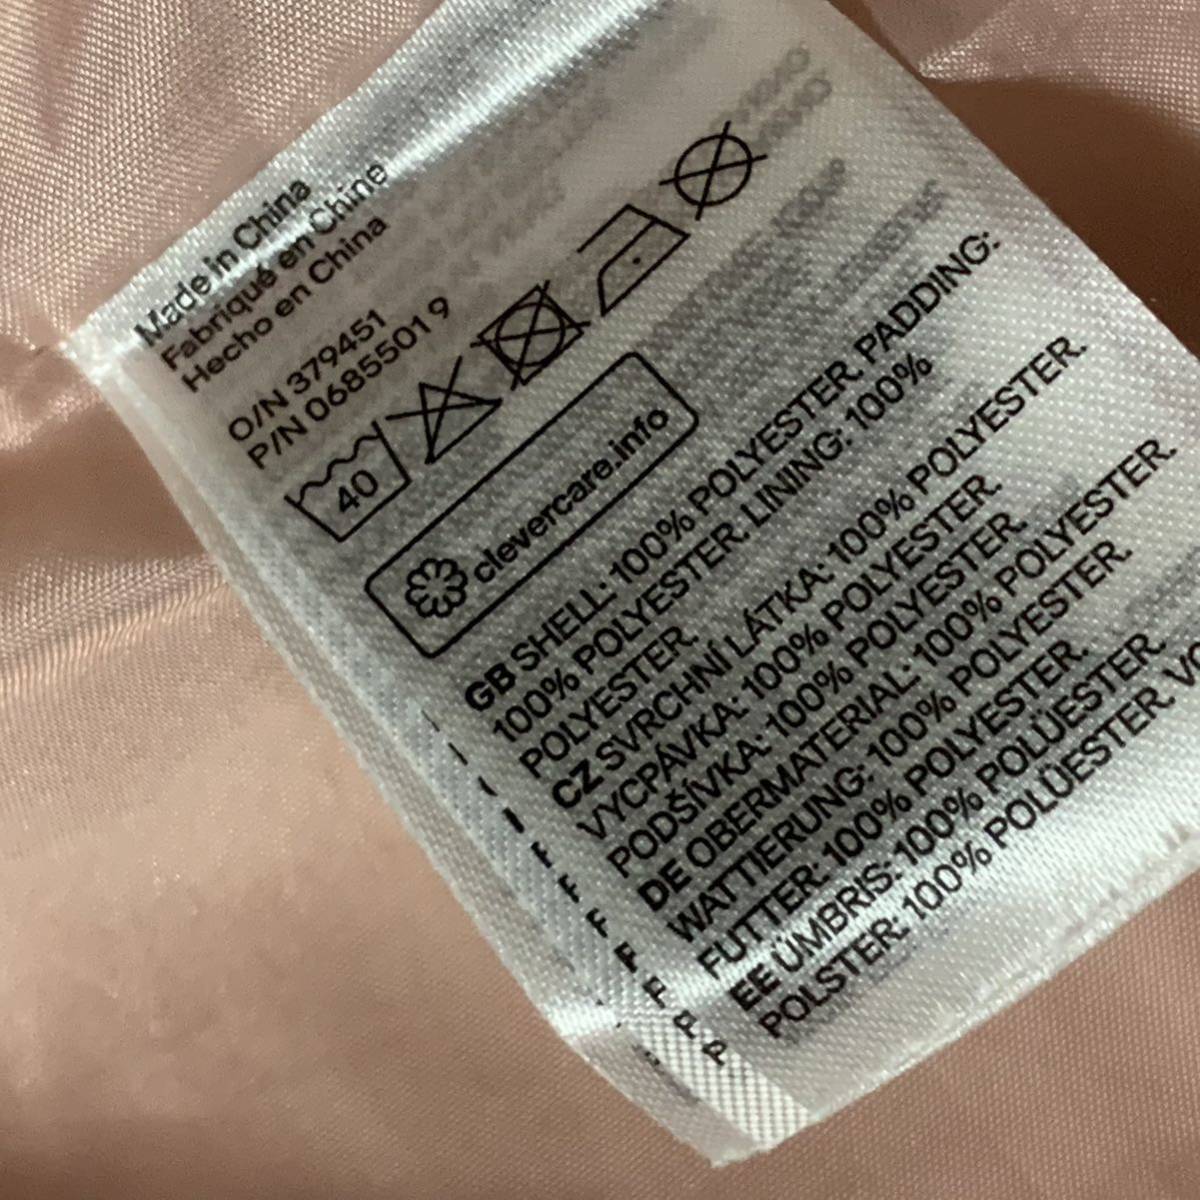 Made in China
Fabriqué en Chine
Hecho en China
O/N 379451
P/N 06855019
40
clevercare.info
GB SHELL: 100% POLYESTER. PADDING:
100% POLYESTER. LINING: 100%
POLYESTER.
CZ SVRCHNÍ LÁTKA: 100% POLYESTER.
VYCPÁVKA: 100% POLYESTER.
PODŠÍVKA: 100% POLYESTER.
DE OBERMATERIAL: 100% POLYESTER.
WATTIERUNG: 100% POLYESTER.
FUTTER: 100% POLYESTER.
EE ÜMBRIS: 100% POLÜESTER.
POLSTER: 100% POLÜESTER. VO